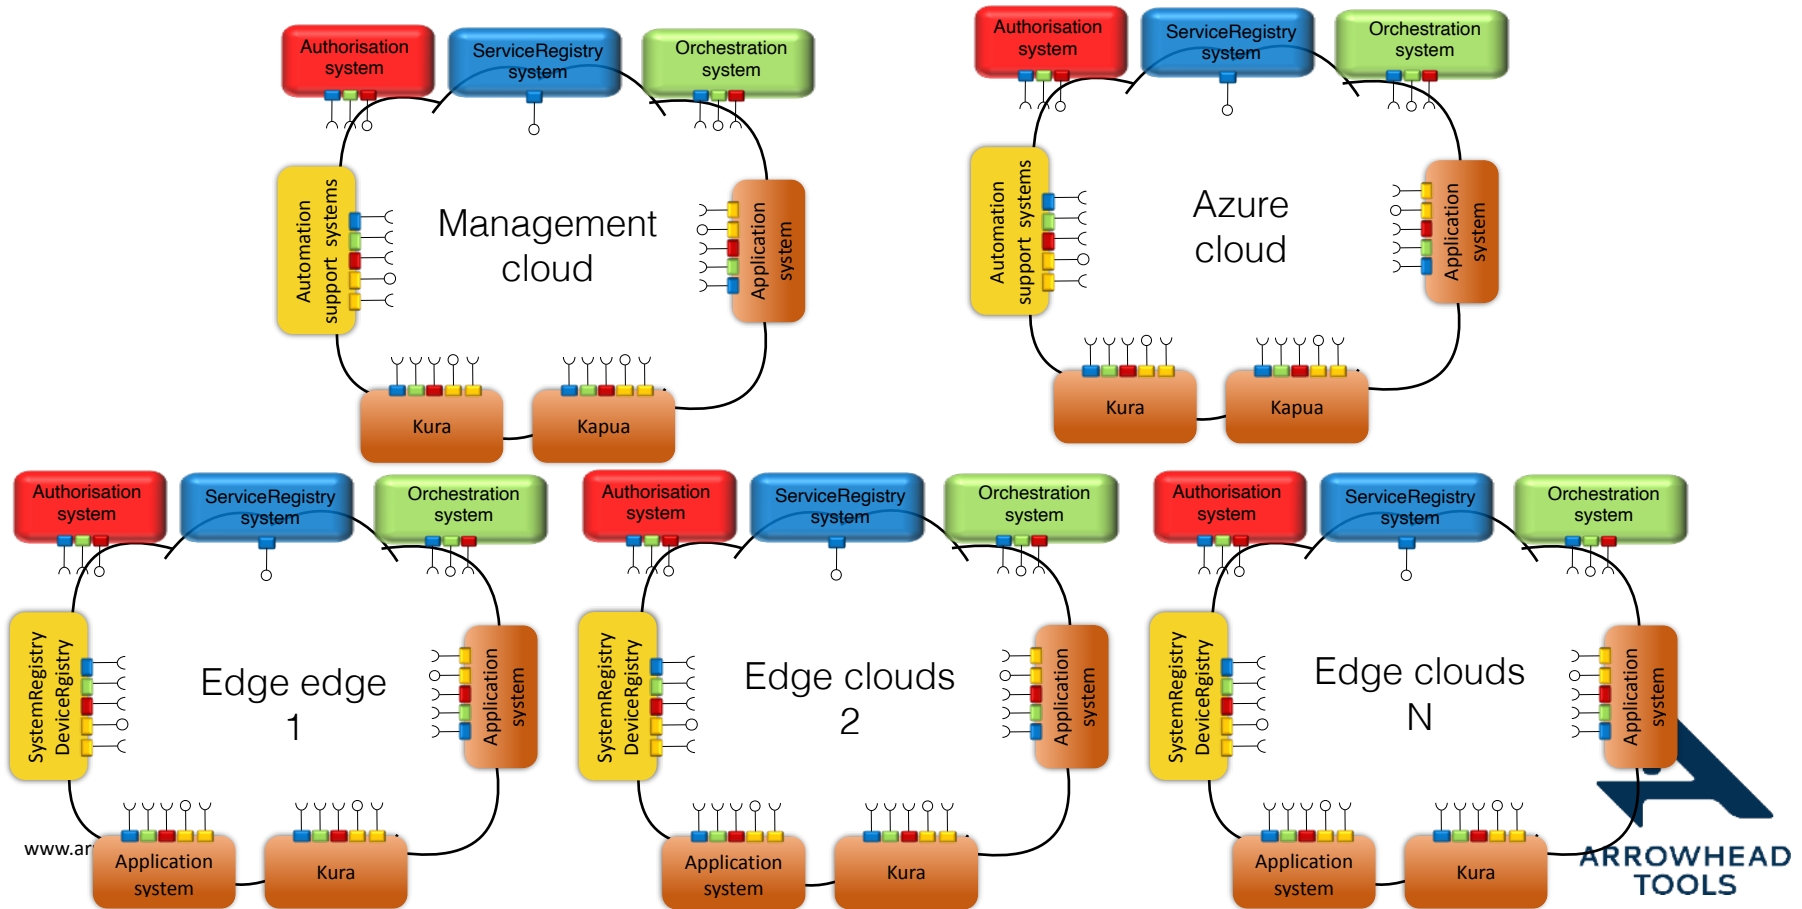 Authorisation
system
ServiceRegistry
system
Orchestration
system
Automation
support systems
Management
cloud
Application
system
Kura
Kapua
Authorisation
system
ServiceRegistry
system
Orchestration
system
Automation
support systems
Azure
cloud
Application
system
Kura
Kapua
Authorisation
system
ServiceRegistry
system
Orchestration
system
SystemRegistry
DeviceRgistry
Edge edge
1
Application
system
Application
system
Kura
Authorisation
system
ServiceRegistry
system
Orchestration
system
SystemRegistry
DeviceRgistry
Edge clouds
2
Application
system
Application
system
Kura
Authorisation
system
ServiceRegistry
system
Orchestration
system
SystemRegistry
DeviceRgistry
Edge clouds
N
Application
system
Application
system
Kura
ARROWHEAD
TOOLS